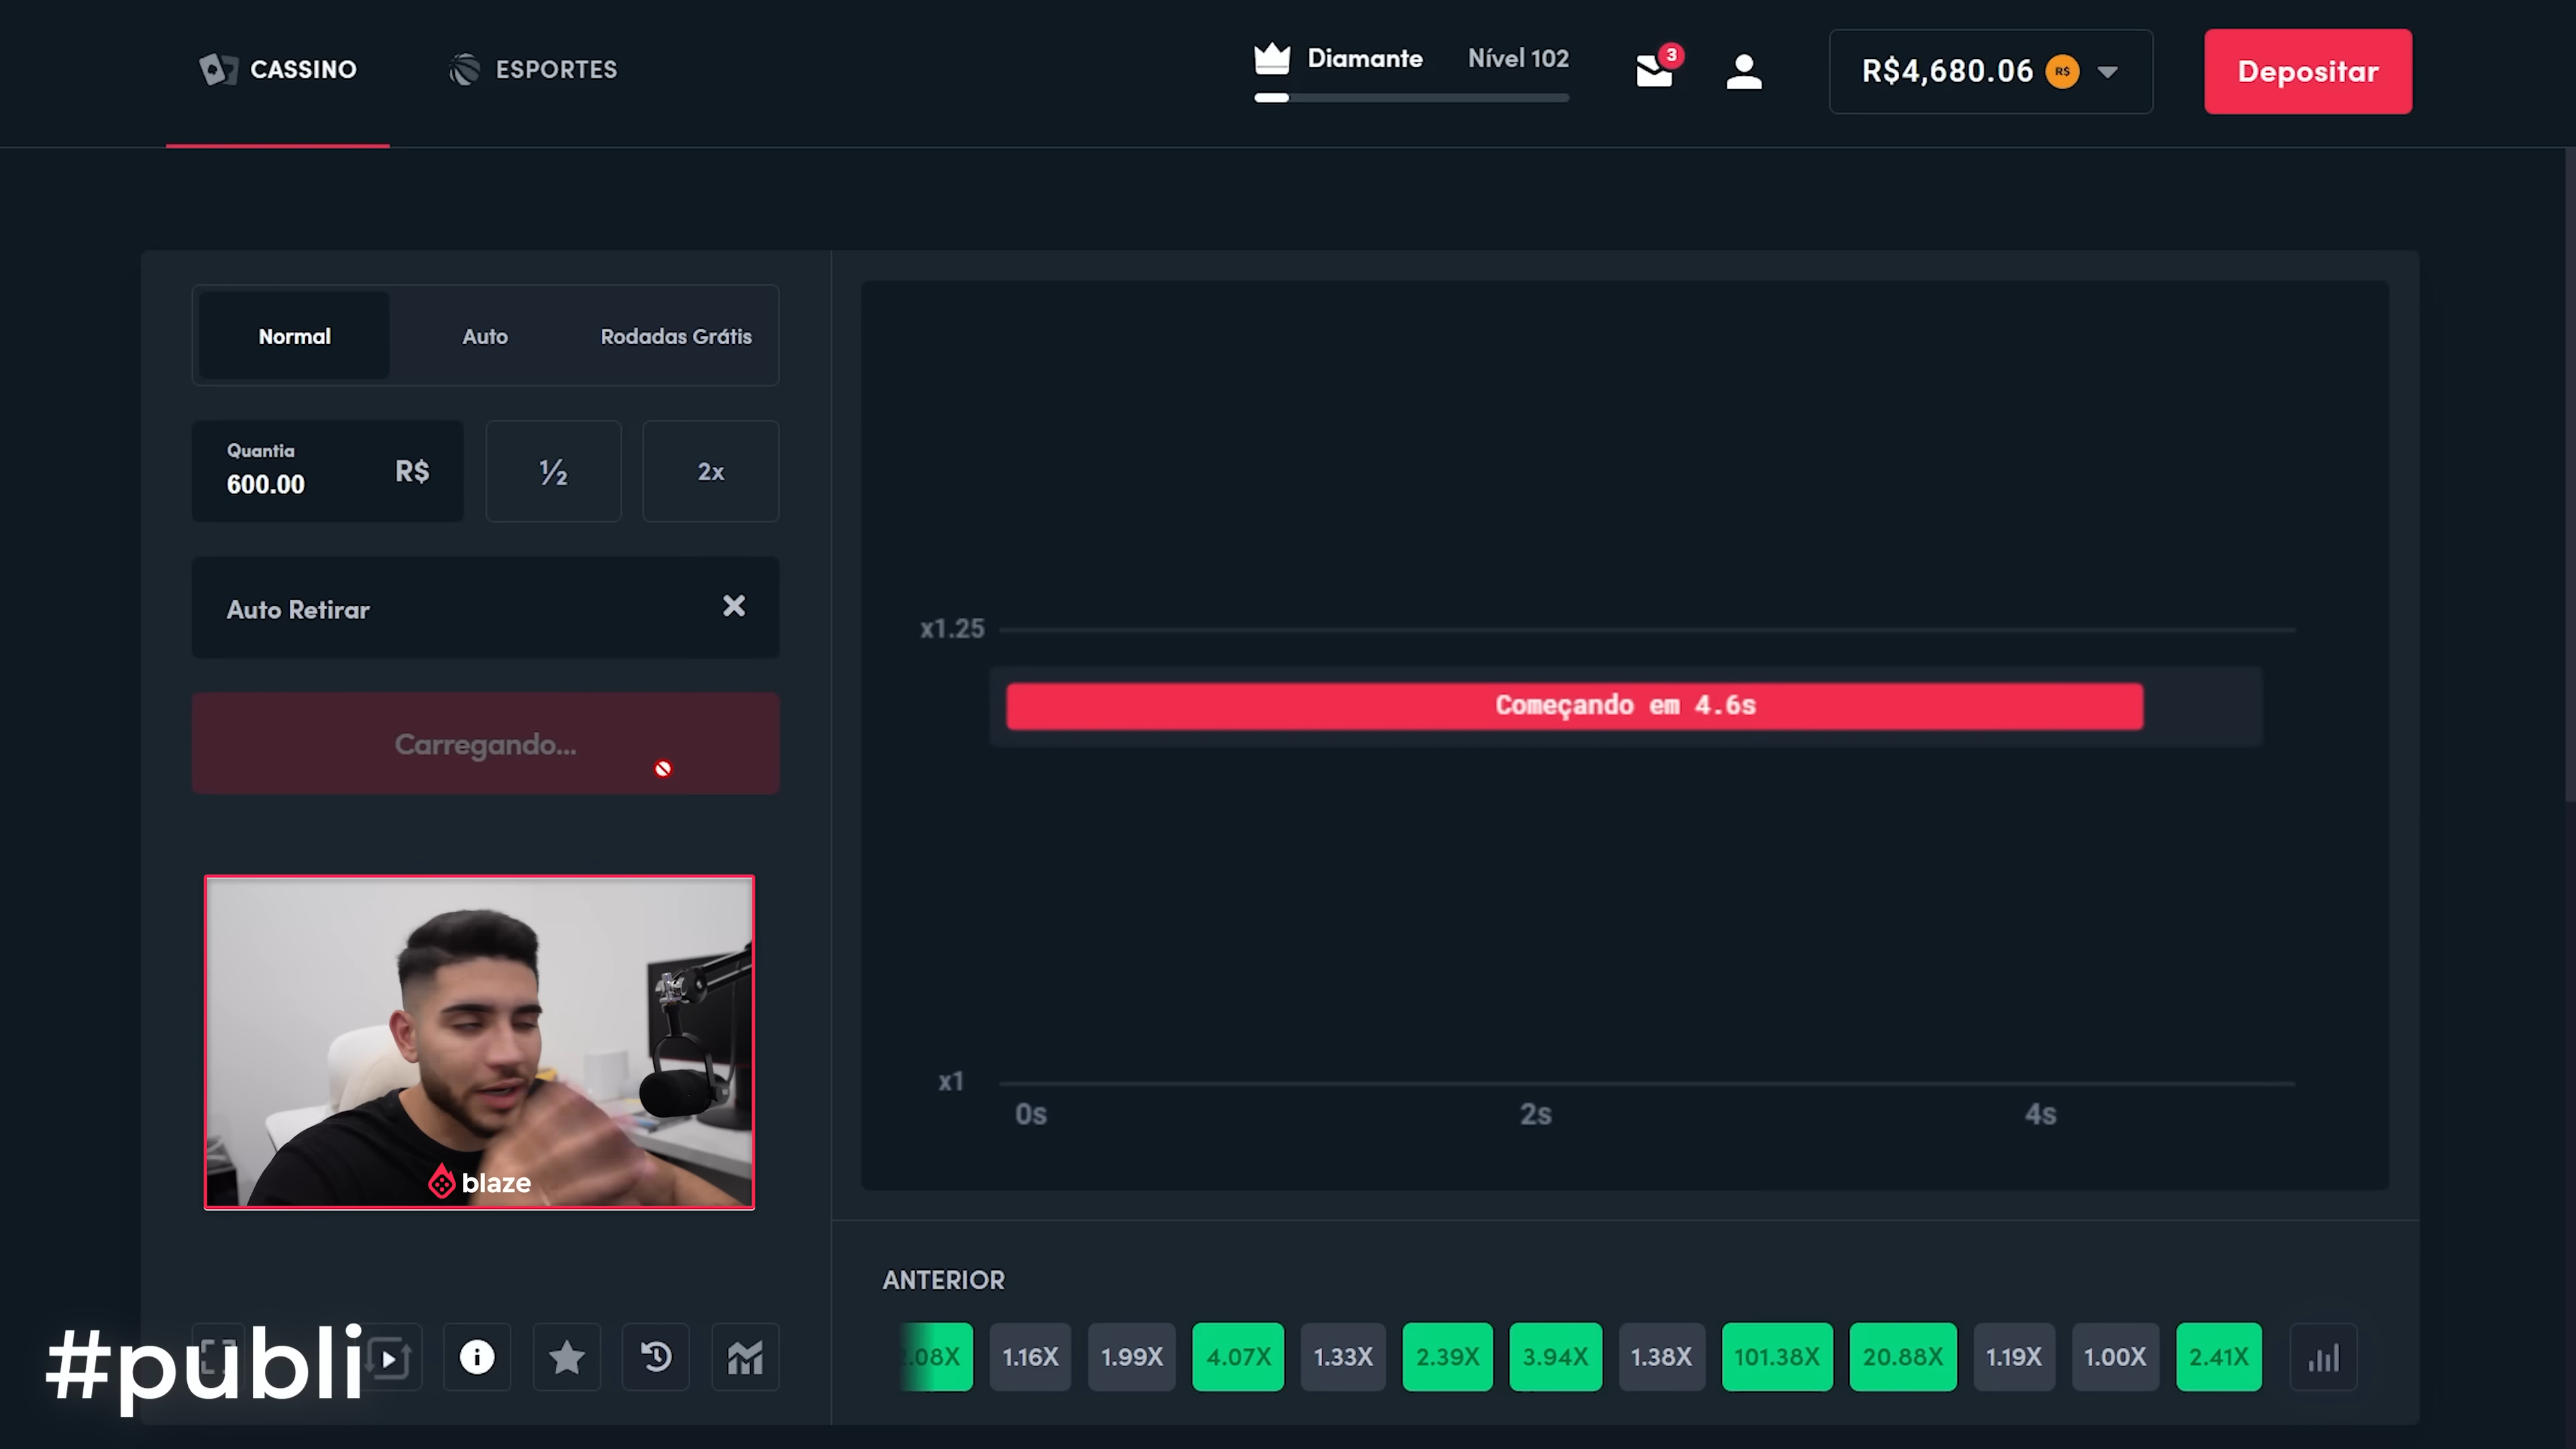 CASSINO
ESPORTES
Diamante
Nível 102
3
R$4,680.06
R$
Depositar
Normal
Auto
Rodadas Grátis
Quantia
600.00
R$
½
2x
Auto Retirar
Carregando...
x1.25
Começando em 4.6s
x1
0s
2s
4s
blaze
ANTERIOR
.08X
1.16X
1.99X
4.07X
1.33X
2.39X
3.94X
1.38X
101.38X
20.88X
1.19X
1.00X
2.41X
#publi